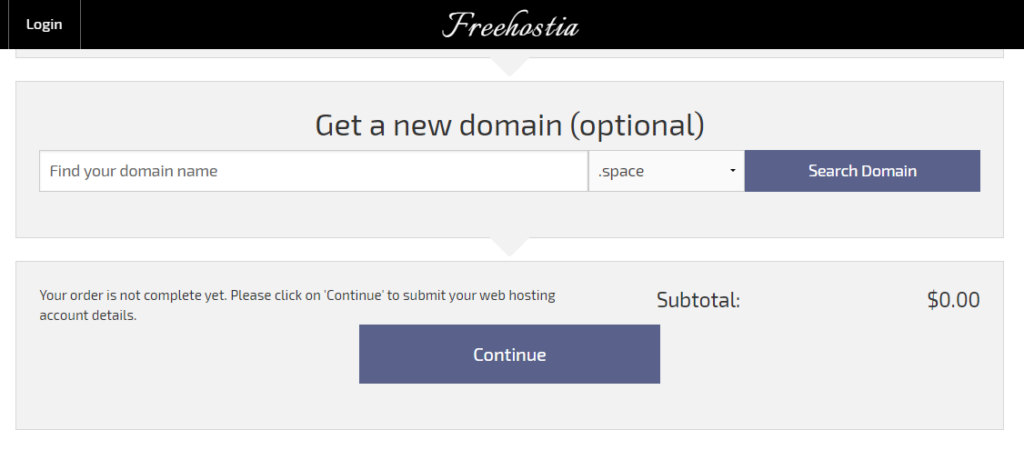 Login
Freehostia
Get a new domain (optional)
Find your domain name
.space
Search Domain
Your order is not complete yet. Please click on 'Continue' to submit your web hosting
account details.
Subtotal:
$0.00
Continue